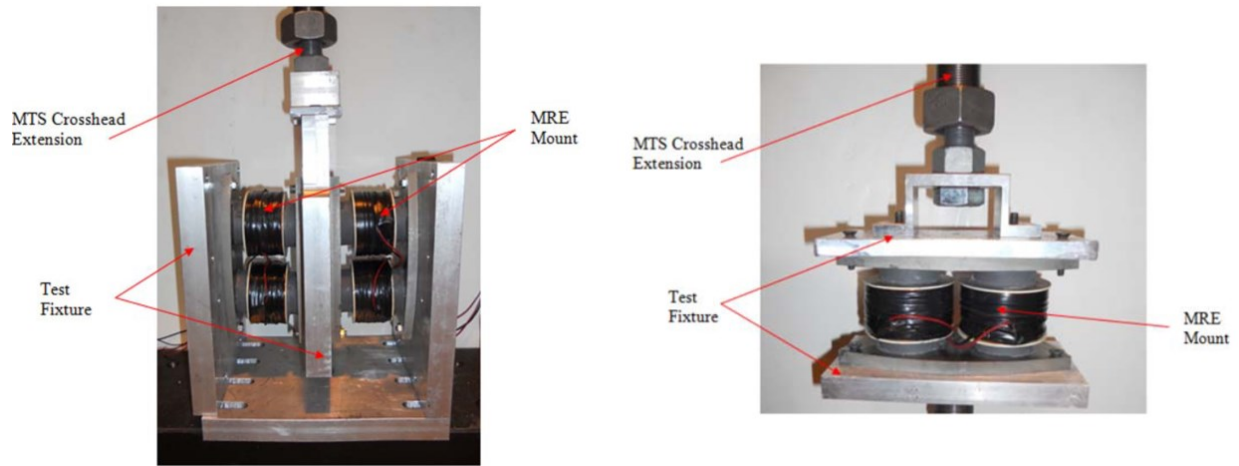 MTS Crosshead
Extension
MRE
Mount
Test
Fixture
MTS Crosshead
Extension
Test
Fixture
MRE
Mount